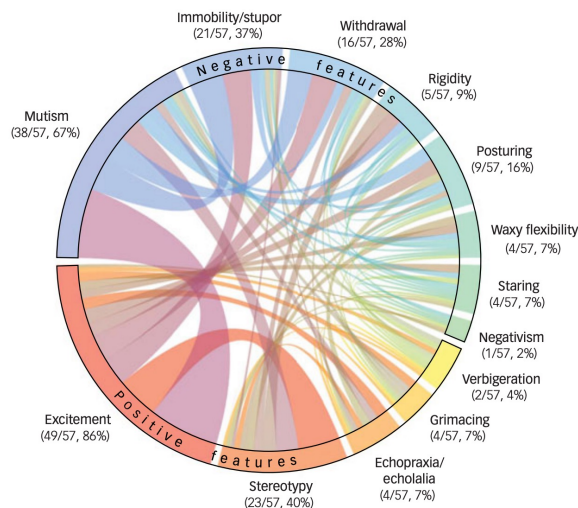 Immobility/stupor
(21/57, 37%)
Withdrawal
(16/57, 28%)
Rigidity
(5/57, 9%)
Mutism
(38/57, 67%)
Posturing
(9/57, 16%)
Waxy flexibility
(4/57, 7%)
Staring
(4/57, 7%)
Negativism
(1/57, 2%)
Verbigeration
(2/57, 4%)
Grimacing
(4/57, 7%)
Echopraxia/
echolalia
(4/57, 7%)
Stereotypy
(23/57, 40%)
Excitement
(49/57, 86%)
Negative features
Positive features